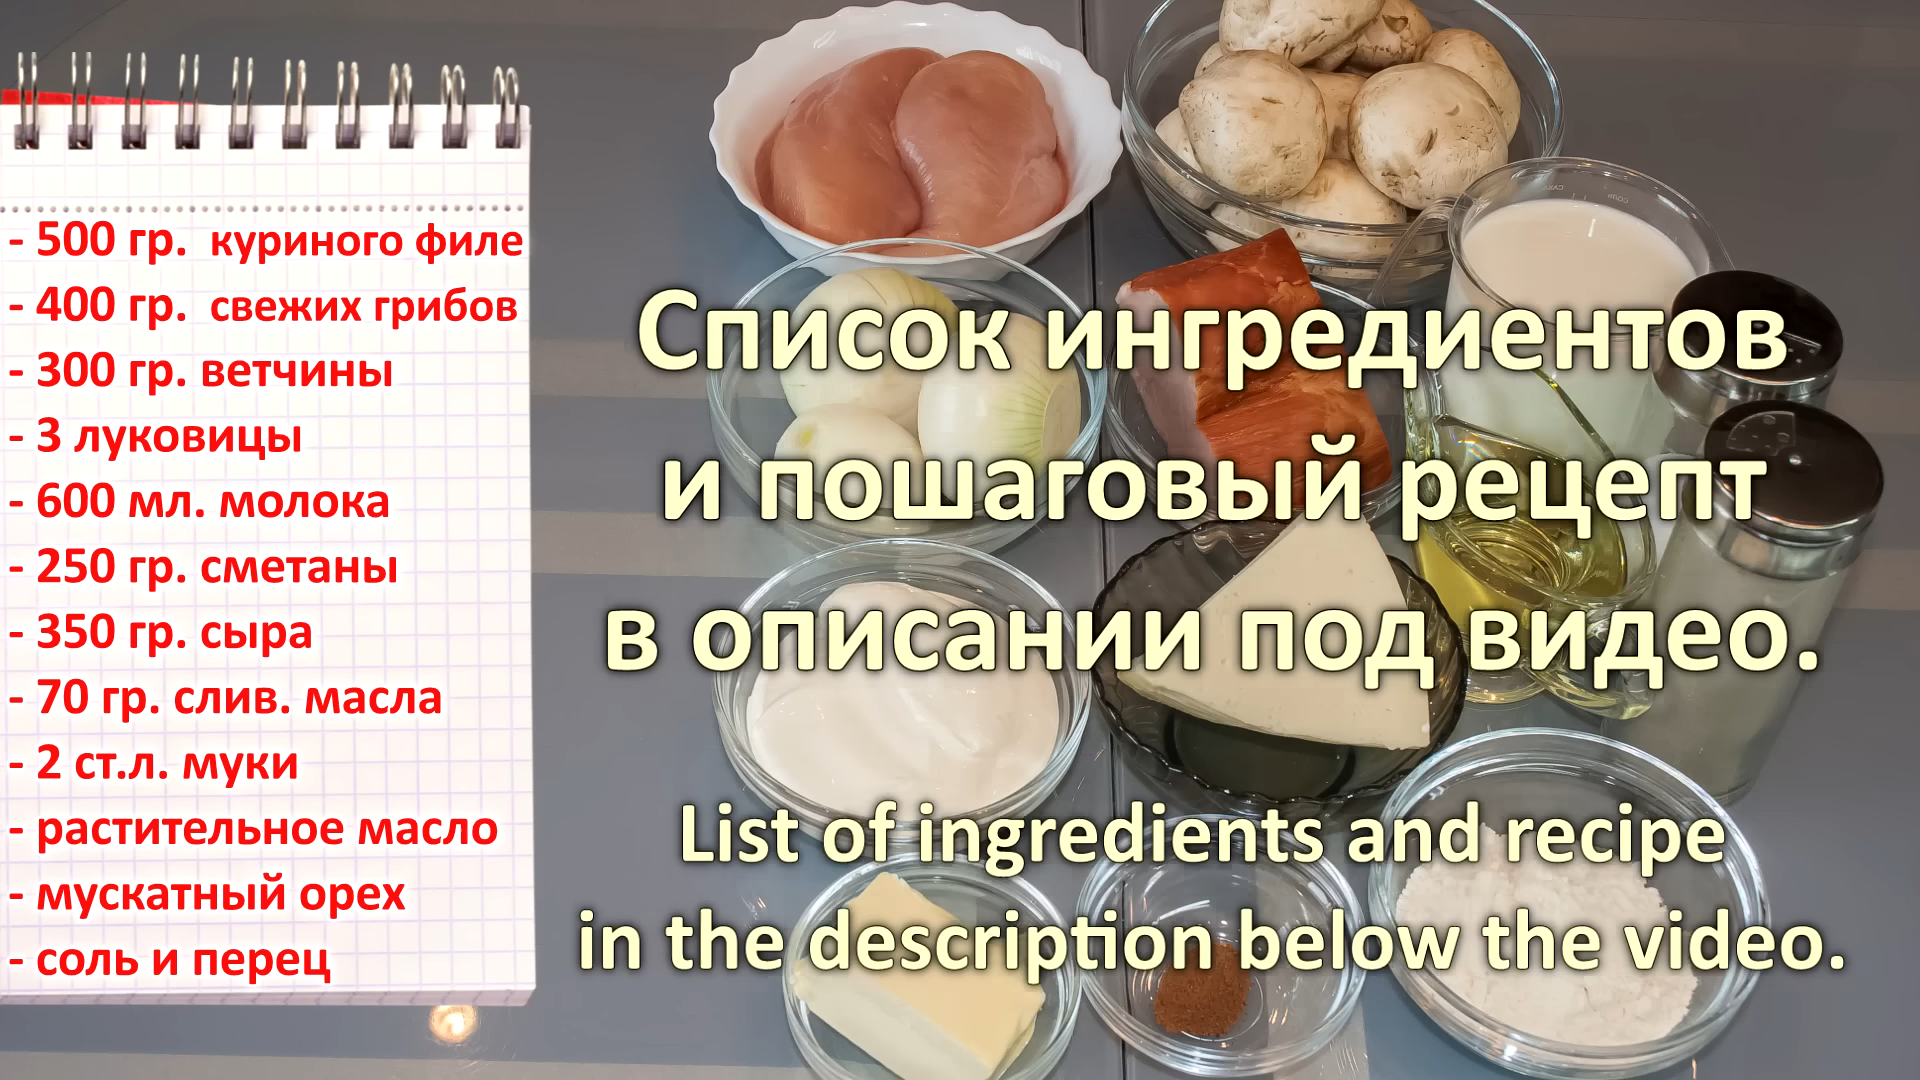 - 500 гр. куриного филе
- 400 гр. свежих грибов
- 300 гр. ветчины
- 3 луковицы
- 600 мл. молока
- 250 гр. сметаны
- 350 гр. сыра
- 70 гр. слив. масла
- 2 ст.л. муки
- растительное масло
- мускатный орех
- соль и перец
Список ингредиентов
и пошаговый рецепт
в описании под видео.
List of ingredients and recipe
in the description below the video.